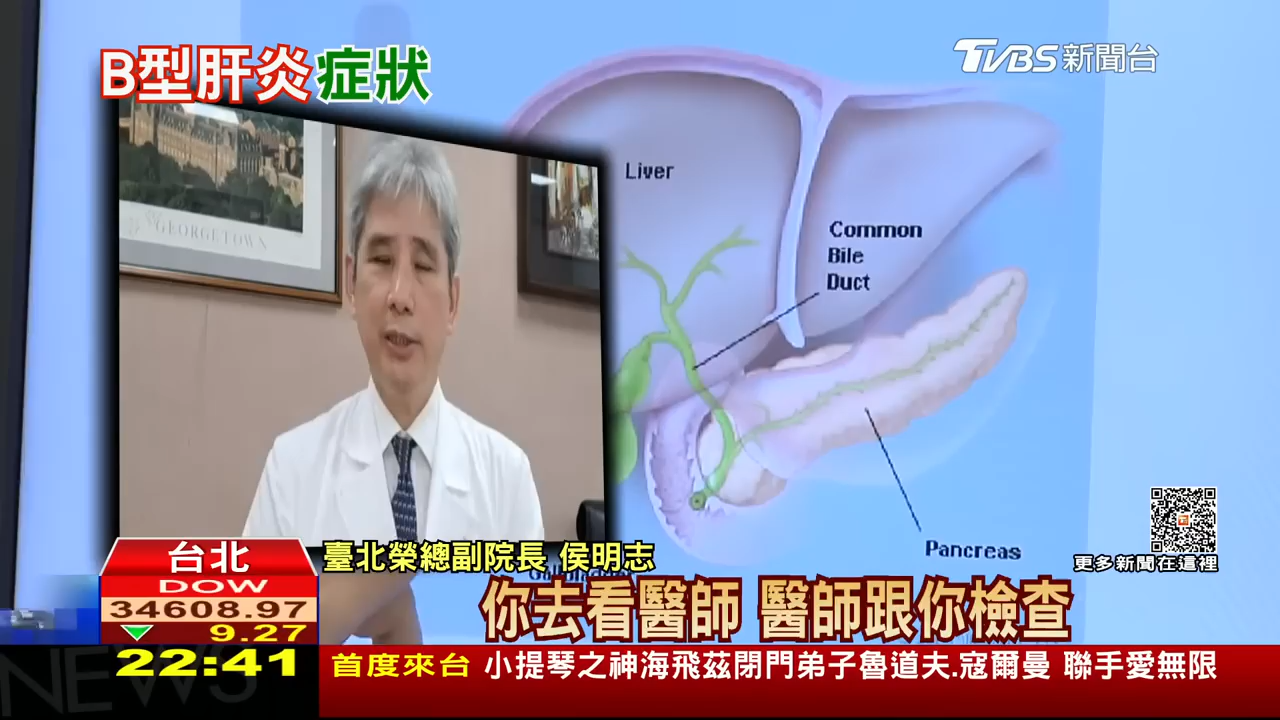 B型肝炎症狀
TVBS新聞台
GEORGETOWN
Liver
Common
Bile
Duct
Pancreas
更多新聞在這裡
台北
臺北榮總副院長 侯明志
DOW
34608.97
9.27
你去看醫師 醫師跟你檢查
22:41
首度來台 小提琴之神海飛茲閉門弟子魯道夫.寇爾曼 聯手愛無限
NEWS